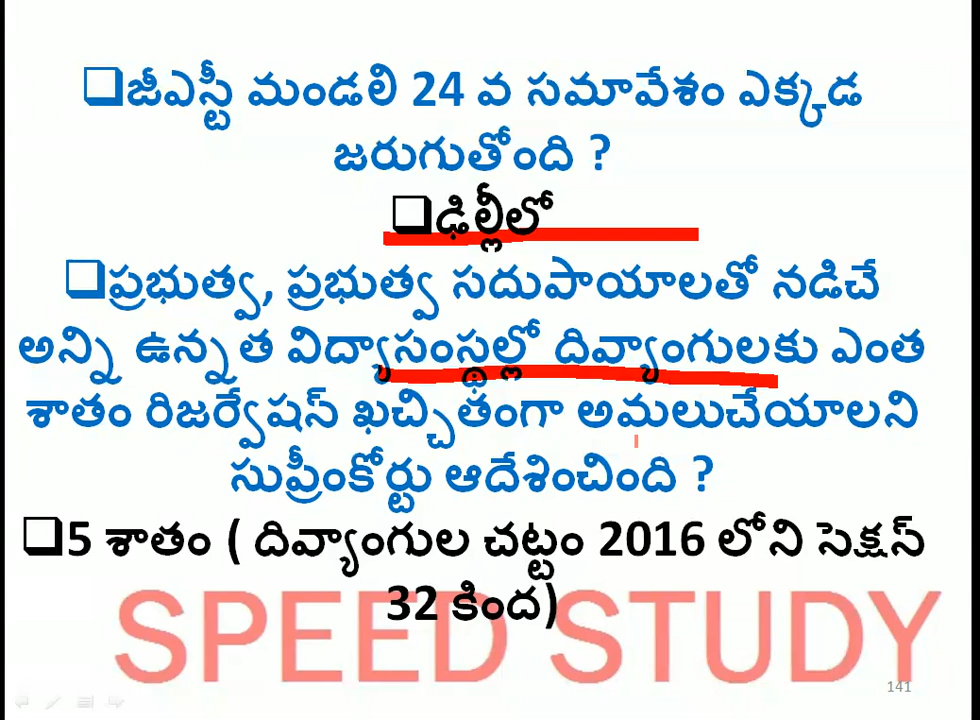 ❑జీఎస్టీ మండలి 24 వ సమావేశం ఎక్కడ
జరుగుతోంది ?
❑ఢిల్లీలో
❑ప్రభుత్వ, ప్రభుత్వ సదుపాయాలతో నడిచే
అన్ని ఉన్నత విద్యాసంస్థల్లో దివ్యాంగులకు ఎంత
శాతం రిజర్వేషన్ ఖచ్చితంగా అమలుచేయాలని
సుప్రీంకోర్టు ఆదేశించింది ?
❑5 శాతం ( దివ్యాంగుల చట్టం 2016 లోని సెక్షన్
32 కింద)
SPEED STUDY
141